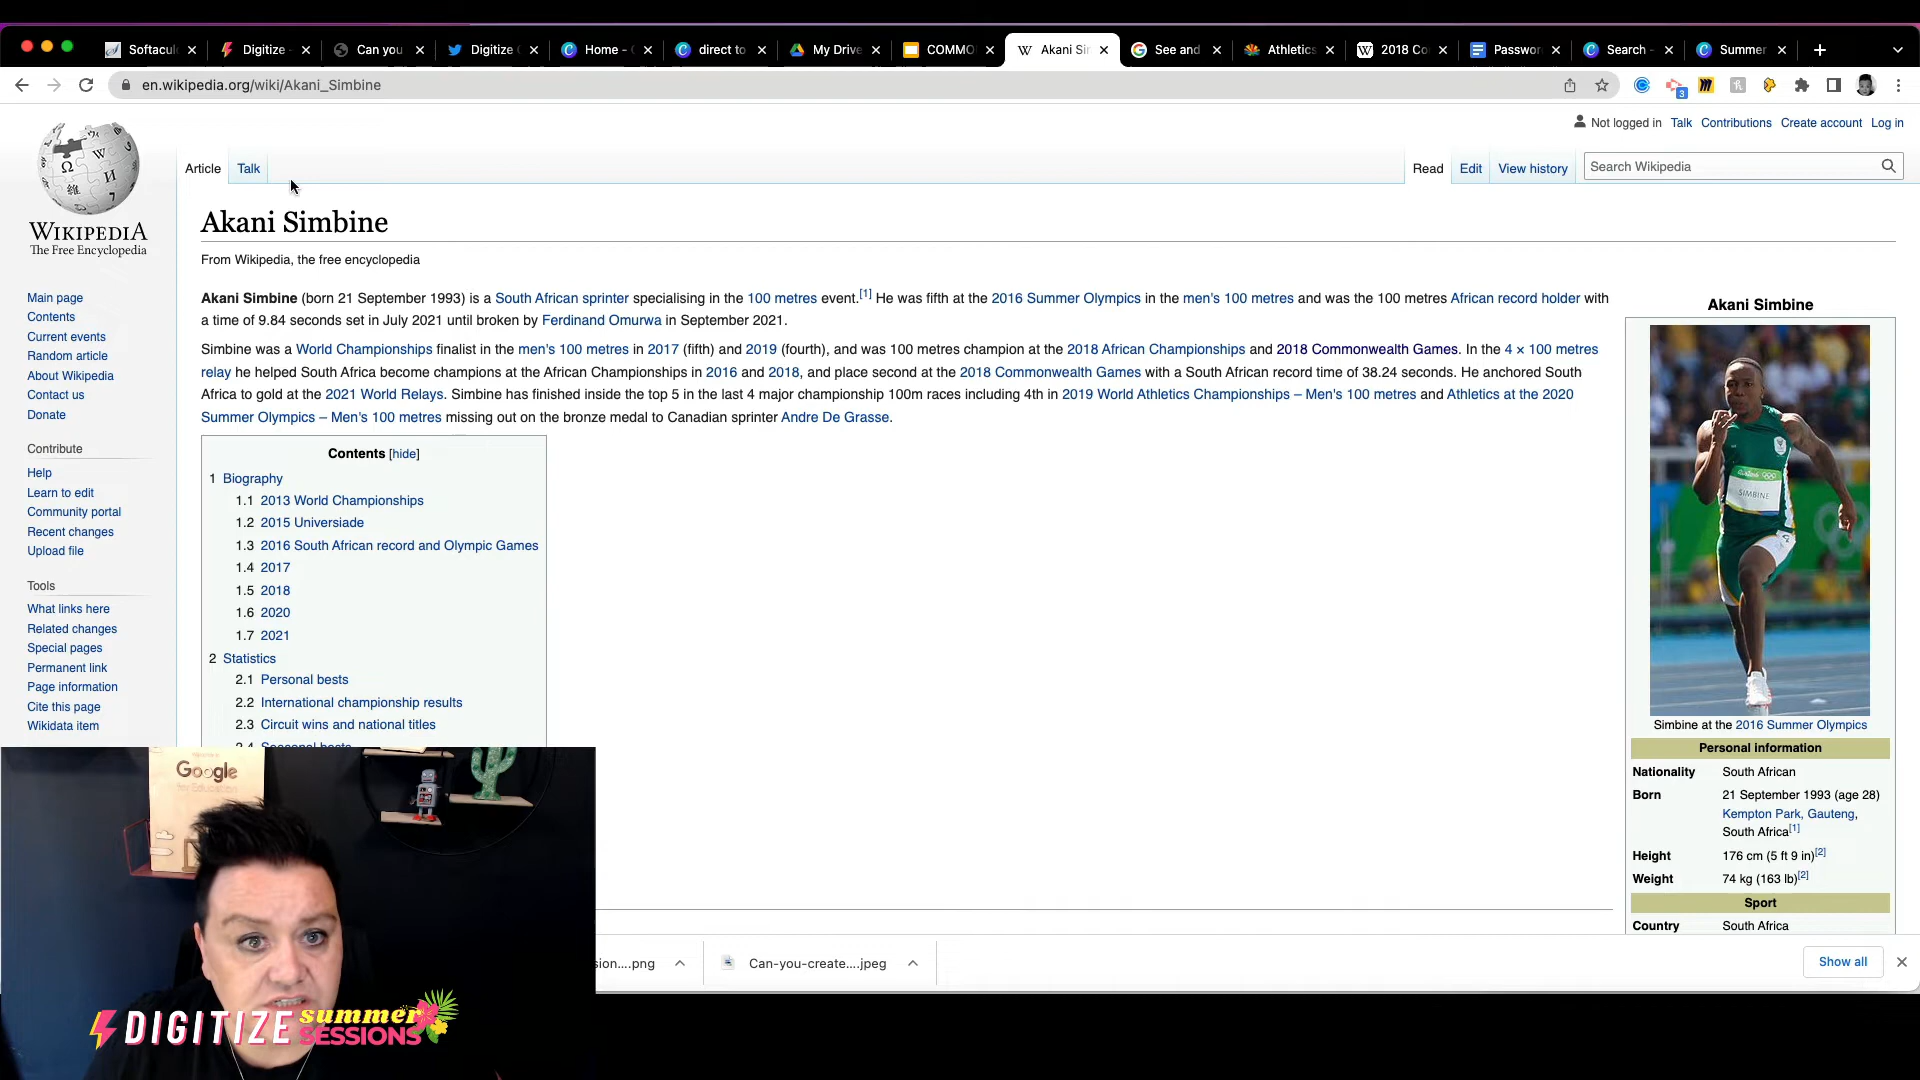 Softacul
Digitize -
Can you
Digitize
Home -
direct to
My Drive
COMMO
Akani Sim
See and
Athletics
2018 Co
Passwor
Search -
Summer
en.wikipedia.org/wiki/Akani_Simbine
3
Not logged in Talk Contributions Create account Log in
Article Talk Read Edit View history Search Wikipedia
WIKIPEDIA
The Free Encyclopedia
Main page
Contents
Current events
Random article
About Wikipedia
Contact us
Donate
Contribute
Help
Learn to edit
Community portal
Recent changes
Upload file
Tools
What links here
Related changes
Special pages
Permanent link
Page information
Cite this page
Wikidata item
Akani Simbine
From Wikipedia, the free encyclopedia
Akani Simbine (born 21 September 1993) is a South African sprinter specialising in the 100 metres event.[1] He was fifth at the 2016 Summer Olympics in the men's 100 metres and was the 100 metres African record holder with
a time of 9.84 seconds set in July 2021 until broken by Ferdinand Omurwa in September 2021.
Simbine was a World Championships finalist in the men's 100 metres in 2017 (fifth) and 2019 (fourth), and was 100 metres champion at the 2018 African Championships and 2018 Commonwealth Games. In the 4 × 100 metres
relay he helped South Africa become champions at the African Championships in 2016 and 2018, and place second at the 2018 Commonwealth Games with a South African record time of 38.24 seconds. He anchored South
Africa to gold at the 2021 World Relays. Simbine has finished inside the top 5 in the last 4 major championship 100m races including 4th in 2019 World Athletics Championships – Men's 100 metres and Athletics at the 2020
Summer Olympics – Men's 100 metres missing out on the bronze medal to Canadian sprinter Andre De Grasse.
Contents [hide]
1 Biography
1.1 2013 World Championships
1.2 2015 Universiade
1.3 2016 South African record and Olympic Games
1.4 2017
1.5 2018
1.6 2020
1.7 2021
2 Statistics
2.1 Personal bests
2.2 International championship results
2.3 Circuit wins and national titles
2.4 Seasonal bests
Akani Simbine
SIMBINE
Simbine at the 2016 Summer Olympics
Personal information
Nationality South African
Born 21 September 1993 (age 28)
Kempton Park, Gauteng,
South Africa[1]
Height 176 cm (5 ft 9 in)[2]
Weight 74 kg (163 lb)[2]
Sport
Country South Africa
Google
for Education
sion....png
Can-you-create....jpeg
Show all
DIGITIZE summer
SESSIONS